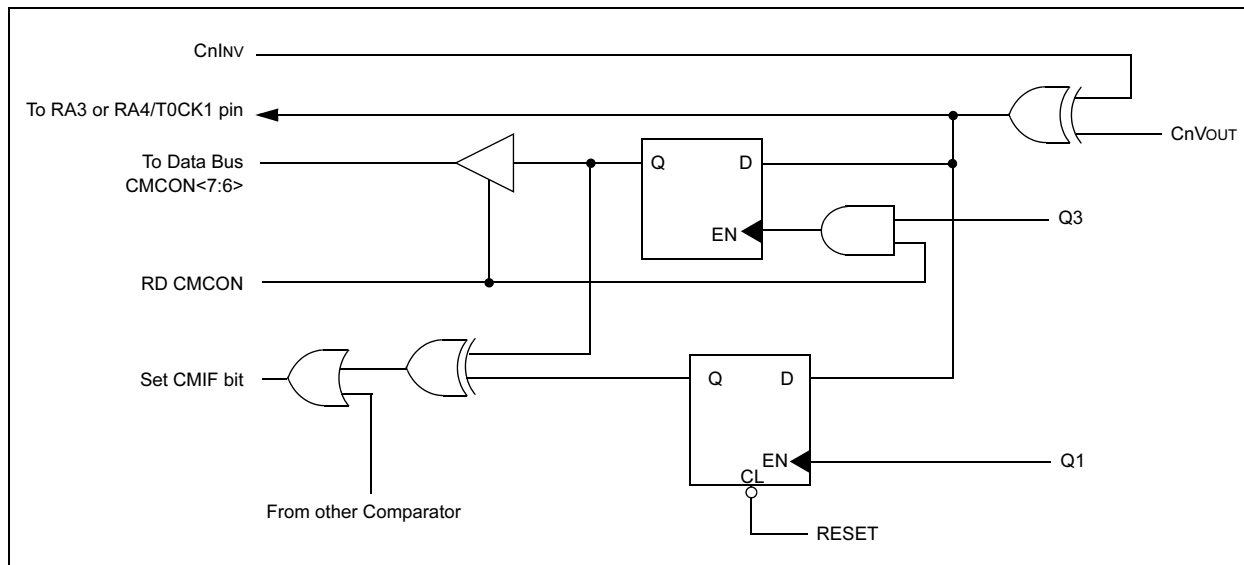 CnINV
To RA3 or RA4/T0CK1 pin
CnVOUT
To Data Bus
CMCON<7:6>
Q D
EN
Q3
RD CMCON
Set CMIF bit
Q D
EN
Q1
CL
From other Comparator
RESET